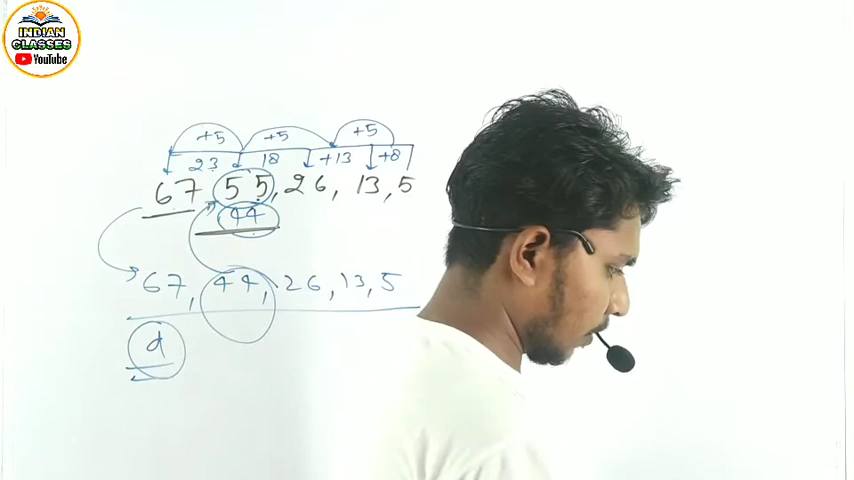 INDIAN
CLASSES
YouTube
+5 +5 +5
23 18 +13 +8
67 55, 26, 13, 5
44
67, 44, 26, 13, 5
d